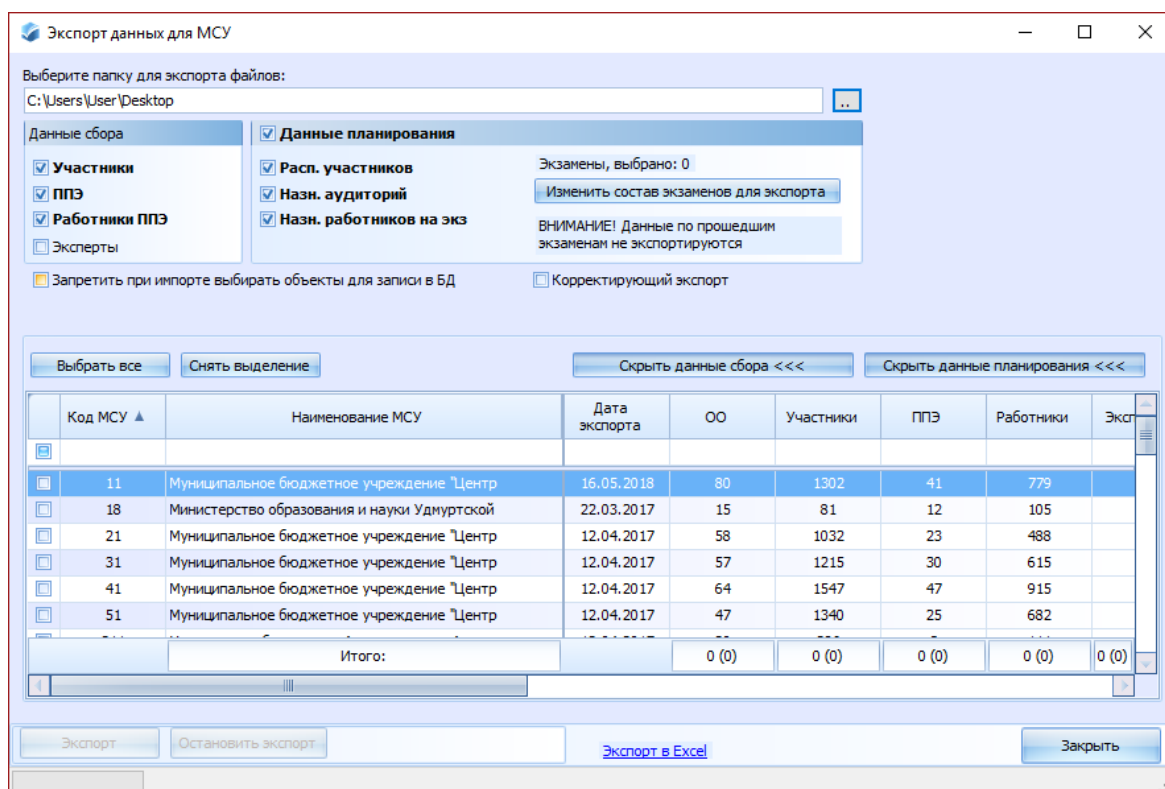 Экспорт данных для МСУ
Выберите папку для экспорта файлов:
C:\Users\User\Desktop
..
Данные сбора
Участники
ППЭ
Работники ППЭ
Эксперты
Данные планирования
Расп. участников
Назн. аудиторий
Назн. работников на экз
Экзамены, выбрано: 0
Изменить состав экзаменов для экспорта
ВНИМАНИЕ! Данные по прошедшим
экзаменам не экспортируются
Запретить при импорте выбирать объекты для записи в БД
Корректирующий экспорт
Выбрать все Снять выделение Скрыть данные сбора <<< Скрыть данные планирования <<<
Код МСУ Наименование МСУ Дата экспорта ОО Участники ППЭ Работники Эксп
11 Муниципальное бюджетное учреждение "Центр 16.05.2018 80 1302 41 779
18 Министерство образования и науки Удмуртской 22.03.2017 15 81 12 105
21 Муниципальное бюджетное учреждение "Центр 12.04.2017 58 1032 23 488
31 Муниципальное бюджетное учреждение "Центр 12.04.2017 57 1215 30 615
41 Муниципальное бюджетное учреждение "Центр 12.04.2017 64 1547 47 915
51 Муниципальное бюджетное учреждение "Центр 12.04.2017 47 1340 25 682
Итого: 0 (0) 0 (0) 0 (0) 0 (0) 0 (0)
Экспорт Остановить экспорт Экспорт в Excel Закрыть